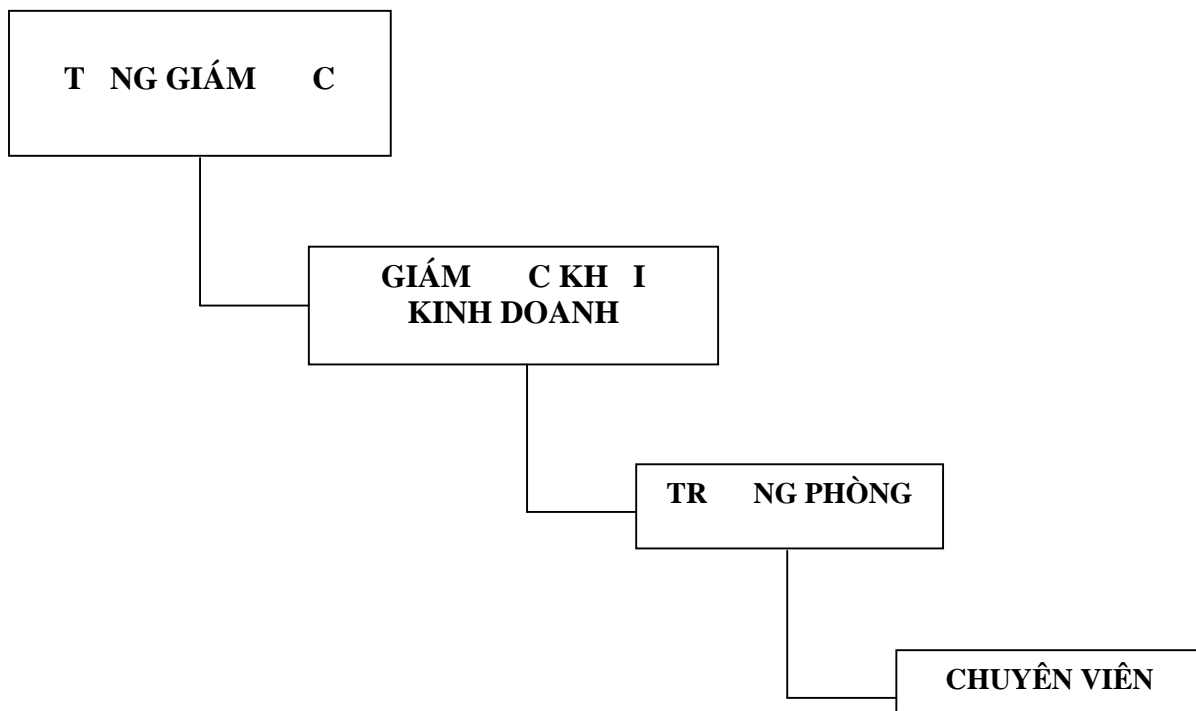 T NG GIÁM C
GIÁM C KH I
KINH DOANH
TR NG PHÒNG
CHUYÊN VIÊN